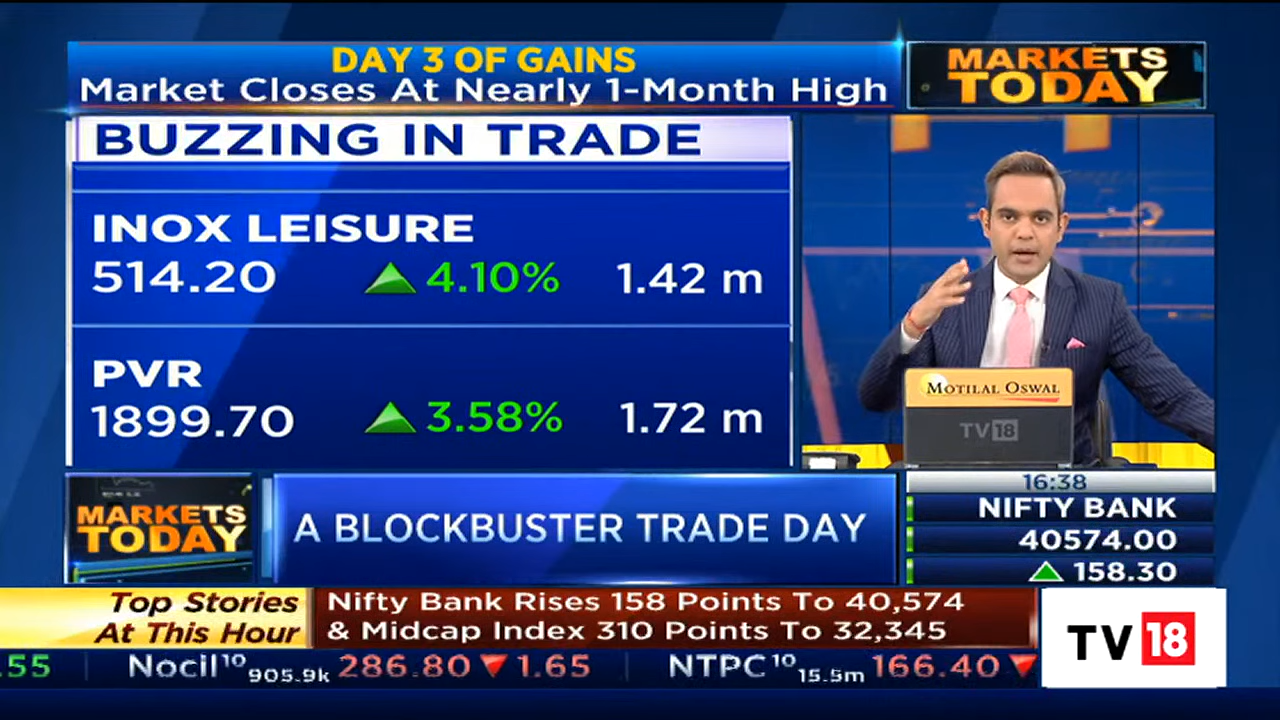 DAY 3 OF GAINS
Market Closes At Nearly 1-Month High
MARKETS
TODAY
BUZZING IN TRADE
INOX LEISURE
514.20 4.10% 1.42 m
PVR
1899.70 3.58% 1.72 m
MOTILAL OSWAL
TV18
MARKETS
TODAY
A BLOCKBUSTER TRADE DAY
16:38
NIFTY BANK
40574.00
158.30
Top Stories
At This Hour
Nifty Bank Rises 158 Points To 40,574
& Midcap Index 310 Points To 32,345
.55 Nocil10 905.9k 286.80 1.65 NTPC10 15.5m 166.40
TV18